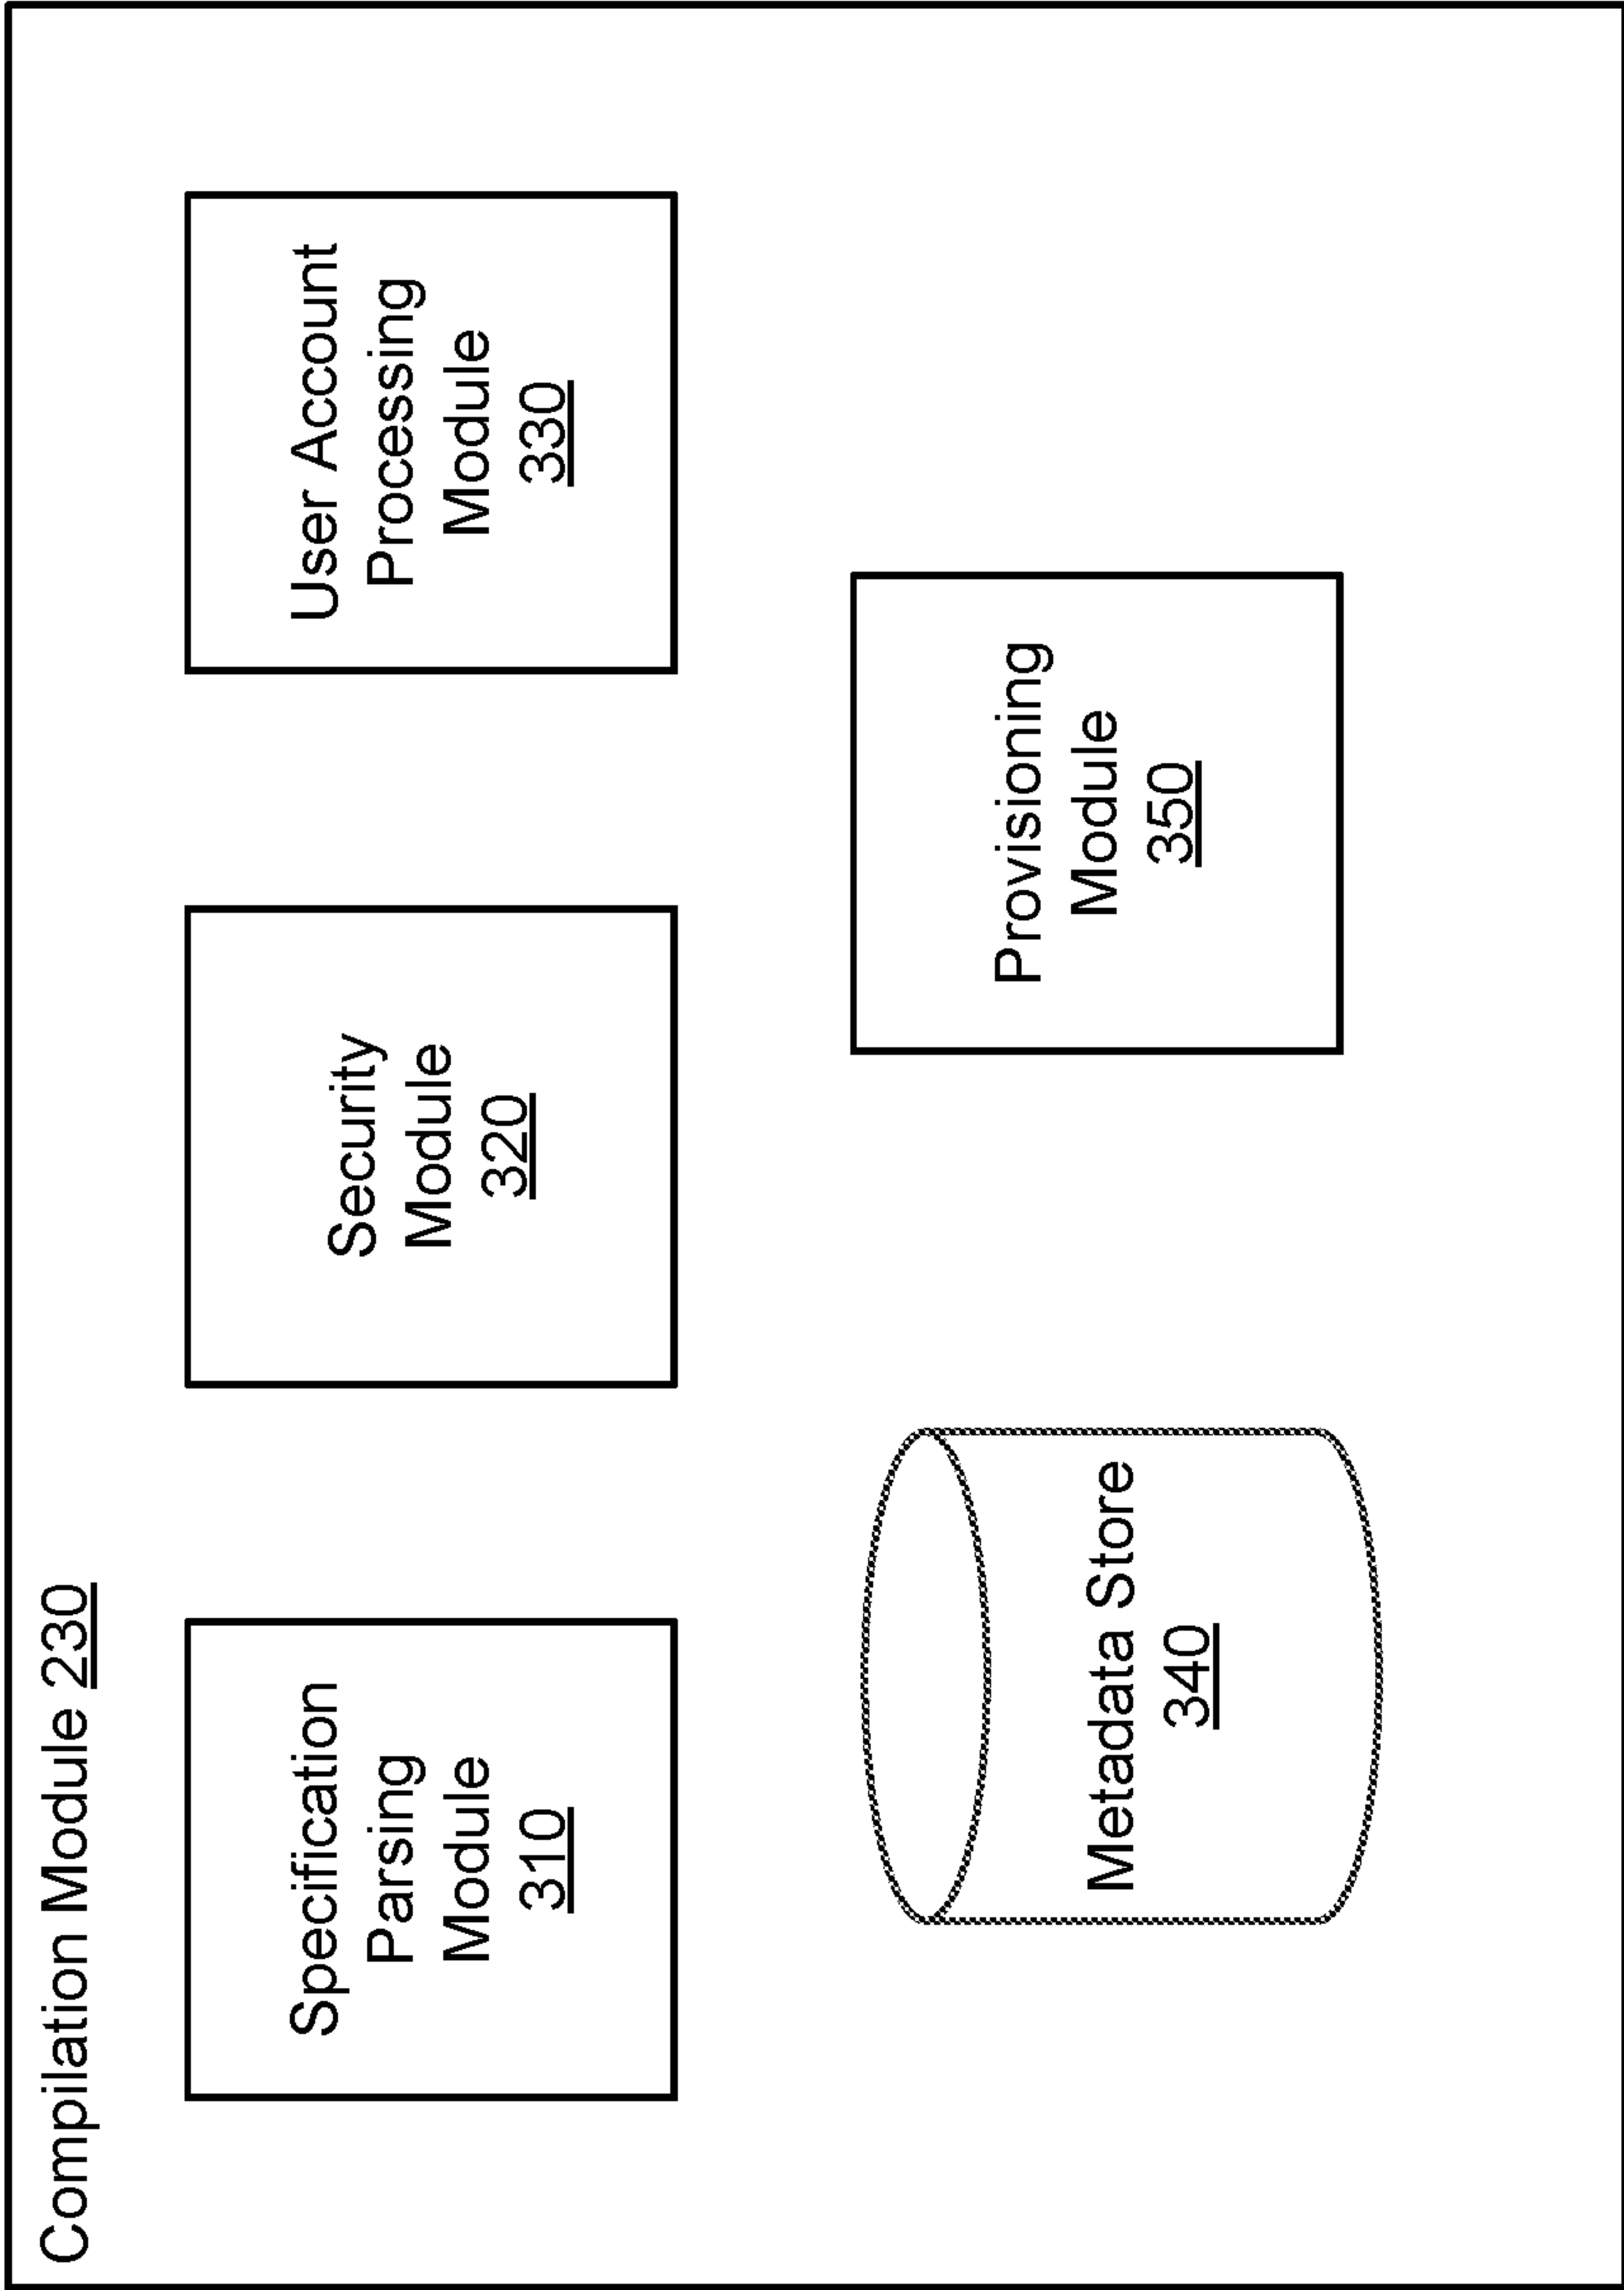 Compilation Module 230
Specification
Parsing
Module
310
Security
Module
320
User Account
Processing
Module
330
Metadata Store
340
Provisioning
Module
350